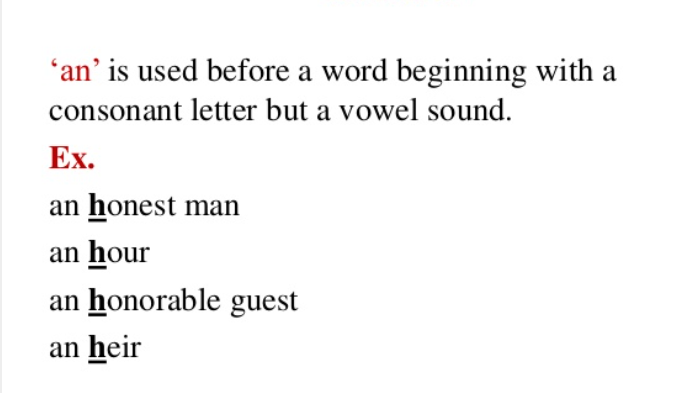 ‘an’ is used before a word beginning with a
consonant letter but a vowel sound.
Ex.
an honest man
an hour
an honorable guest
an heir